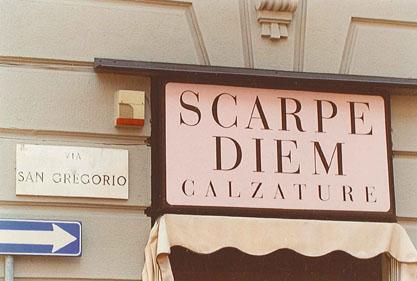 SCARPE
DIEM
CALZATURE
VIA
SAN GREGORIO